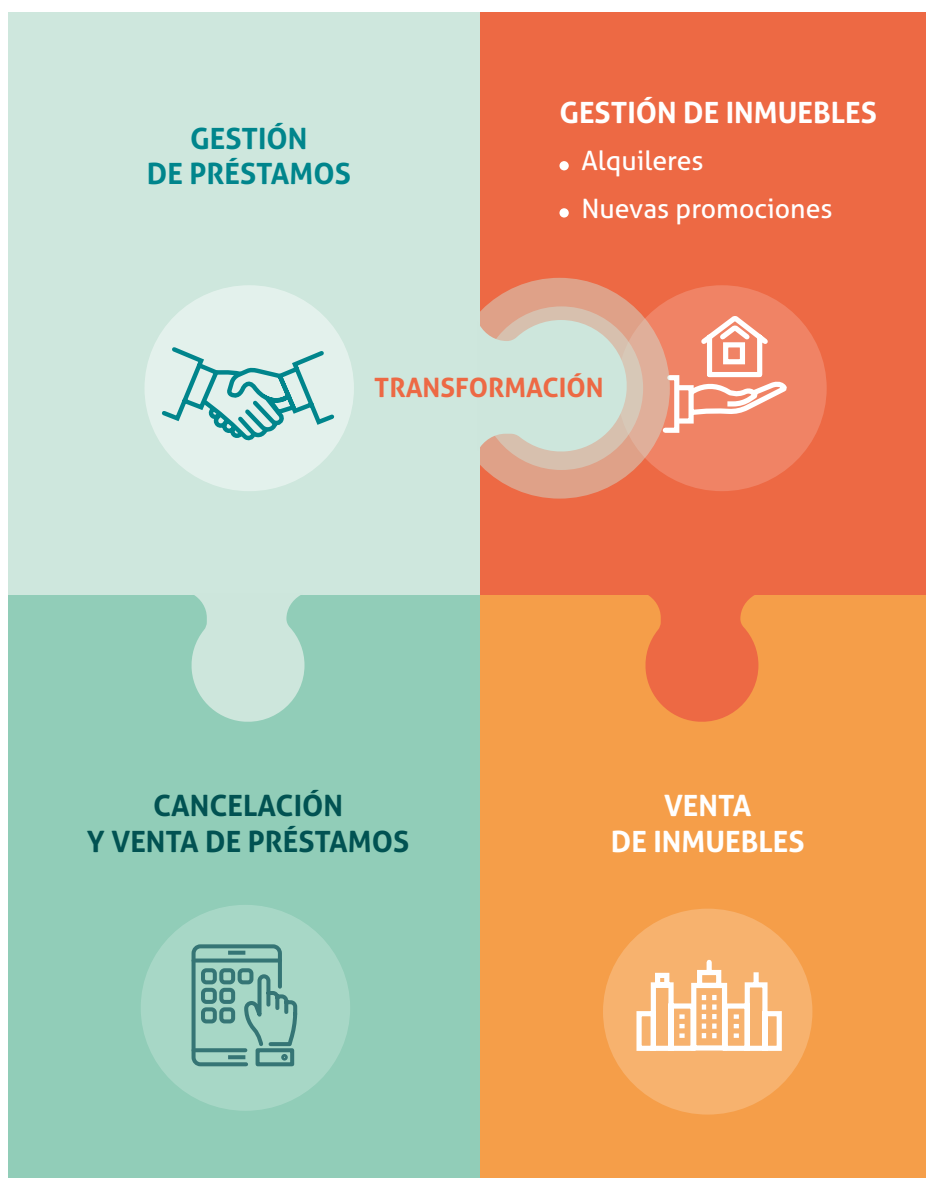 GESTIÓN
DE PRÉSTAMOS
GESTIÓN DE INMUEBLES
• Alquileres
• Nuevas promociones
TRANSFORMACIÓN
CANCELACIÓN
Y VENTA DE PRÉSTAMOS
VENTA
DE INMUEBLES